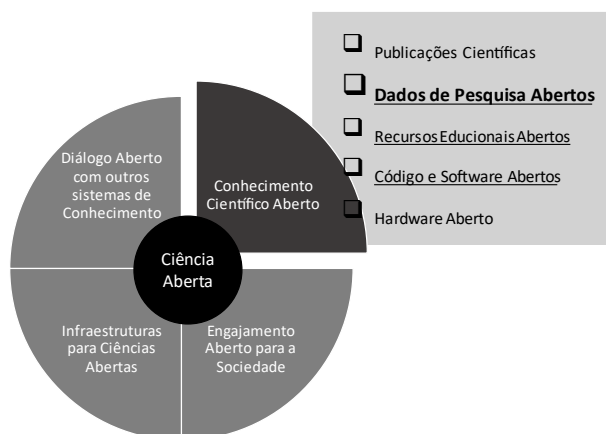 Publicações Científicas
Dados de Pesquisa Abertos
Recursos Educionais Abertos
Código e Software Abertos
Hardware Aberto
Diálogo Aberto
com outros
sistemas de
Conhecimento
Conhecimento
Científico Aberto
Ciência
Aberta
Infraestruturas
para Ciências
Abertas
Engajamento
Aberto para a
Sociedade